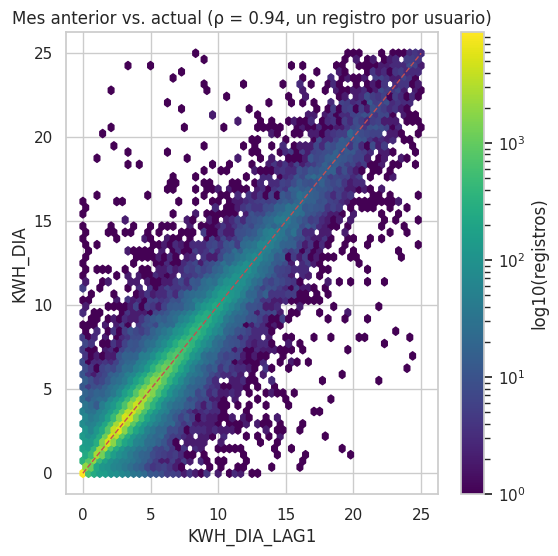 Mes anterior vs. actual (ρ = 0.94, un registro por usuario)
25
20
15
10
5
0
KWH_DIA
0 5 10 15 20 25
KWH_DIA_LAG1
10³
10²
10¹
10⁰
log10(registros)